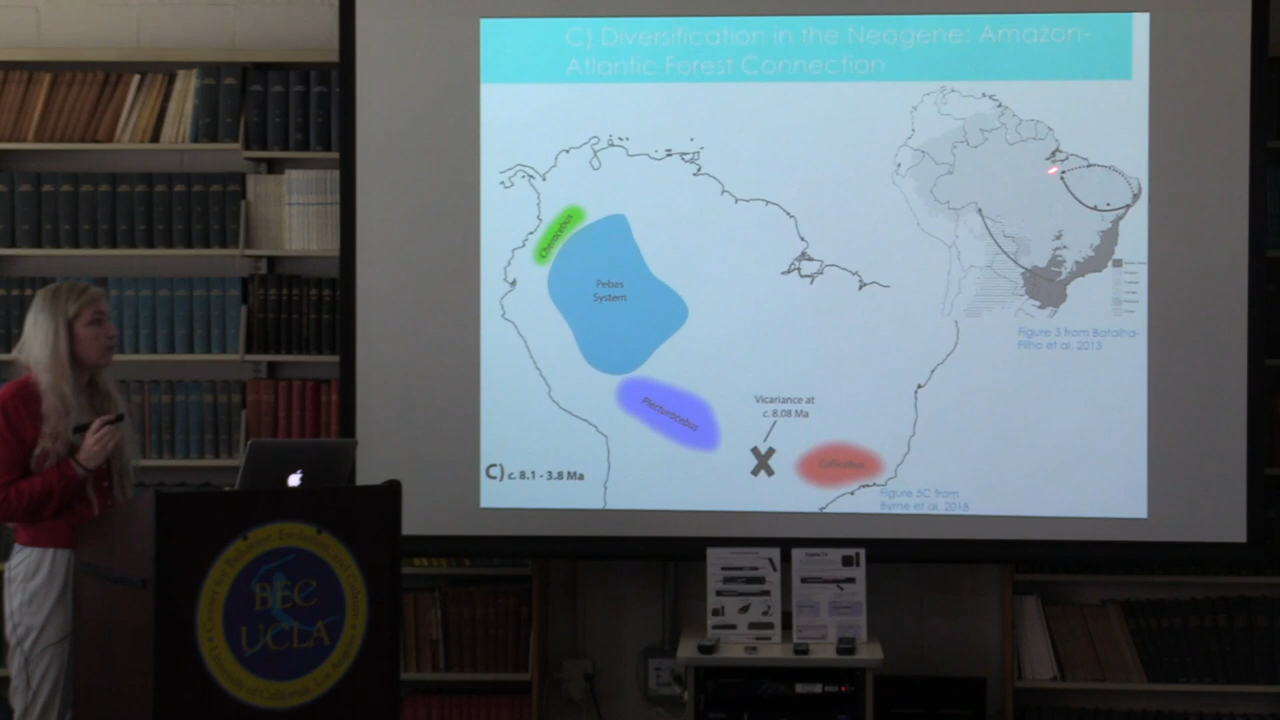 C) Diversification in the Neogene: Amazon-
Atlantic Forest Connection
Cheracebus
Pebas
System
Plecturocebus
Vicariance at
c. 8.08 Ma
Callicebus
C) c. 8.1 - 3.8 Ma
Figure 3 from Batalha-
Filho et al. 2013
Figure 5C from
Byrne et al. 2018
BEC
UCLA